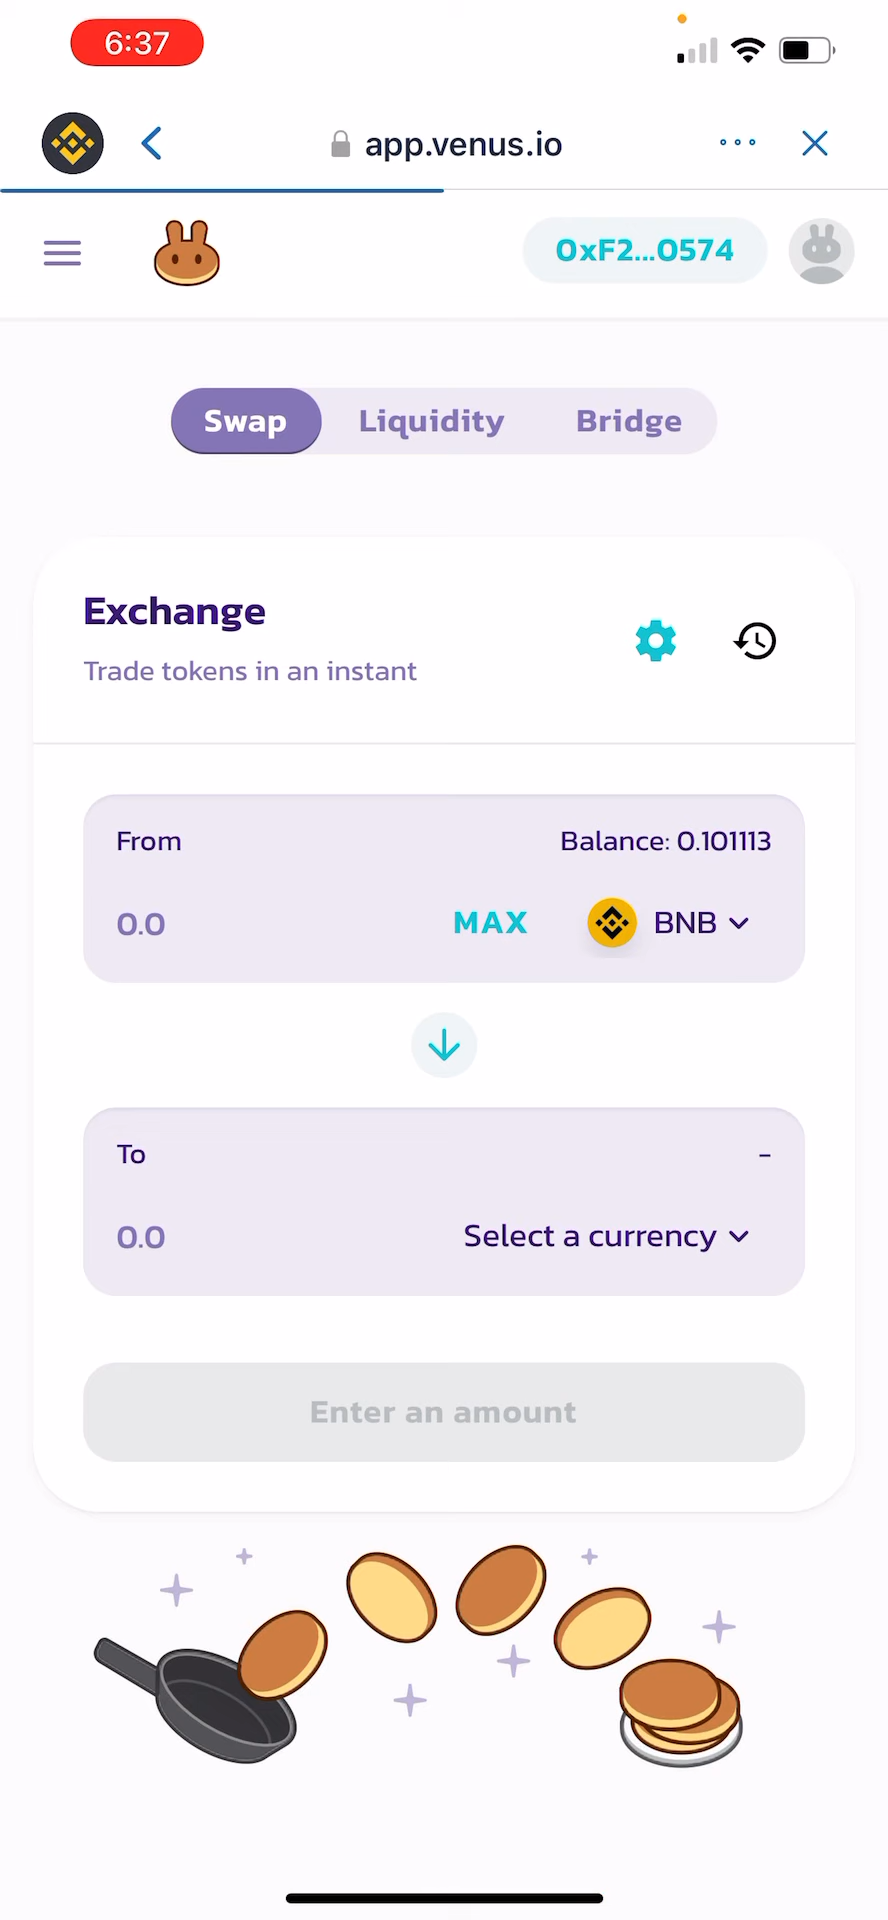 6:37
app.venus.io
0xF2...0574
Swap Liquidity Bridge
Exchange
Trade tokens in an instant
From Balance: 0.101113
0.0 MAX BNB
To -
0.0 Select a currency
Enter an amount